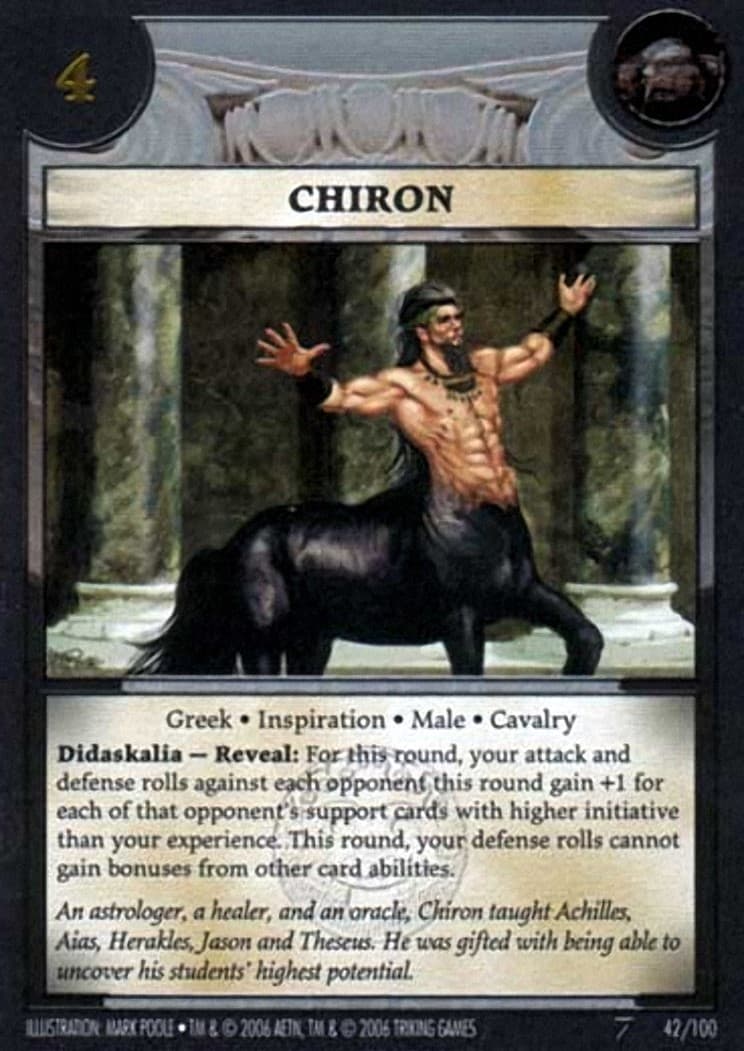 4
CHIRON
Greek • Inspiration • Male • Cavalry
Didaskalia — Reveal: For this round, your attack and
defense rolls against each opponent this round gain +1 for
each of that opponent's support cards with higher initiative
than your experience. This round, your defense rolls cannot
gain bonuses from other card abilities.
An astrologer, a healer, and an oracle, Chiron taught Achilles,
Aias, Herakles, Jason and Theseus. He was gifted with being able to
uncover his students' highest potential.
ILLUSTRATION: MARK POOLE • TM & © 2006 AETN, TM & © 2006 TRIKING GAMES 42/100